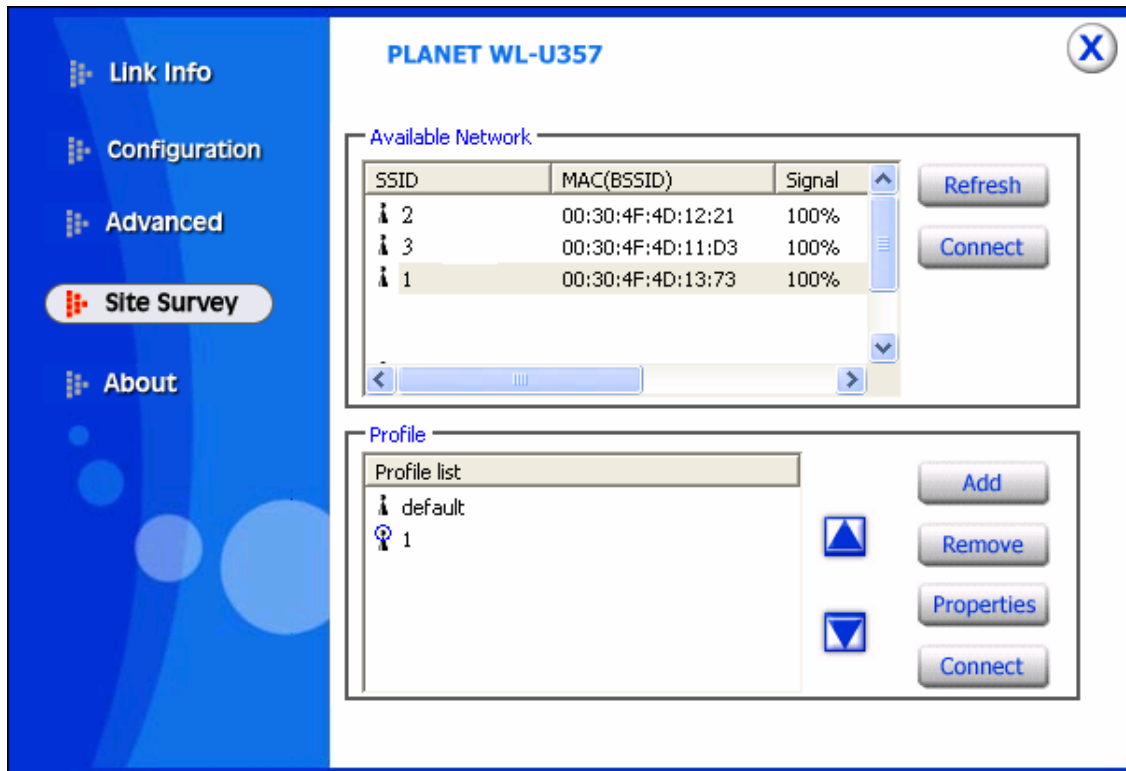 PLANET WL-U357
X
Link Info
Configuration
Advanced
Site Survey
About
Available Network
SSID MAC(BSSID) Signal
2 00:30:4F:4D:12:21 100%
3 00:30:4F:4D:11:D3 100%
1 00:30:4F:4D:13:73 100%
Refresh
Connect
Profile
Profile list
default
1
Add
Remove
Properties
Connect